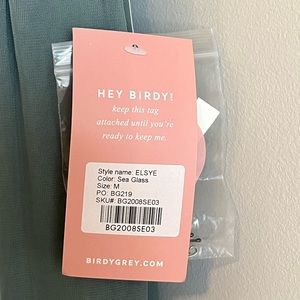 HEY BIRDY!
keep this tag
attached until you're
ready to keep me.
Style name: ELSYE
Color: Sea Glass
Size: M
PO: BG219
SKU#: BG2008SE03
BG2008SE03
BIRDYGREY.COM